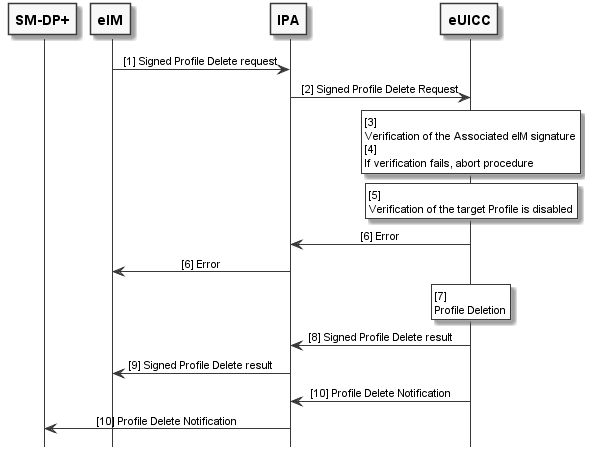 SM-DP+
eIM
IPA
eUICC
[1] Signed Profile Delete request
[2] Signed Profile Delete Request
[3]
Verification of the Associated eIM signature
[4]
If verification fails, abort procedure
[5]
Verification of the target Profile is disabled
[6] Error
[6] Error
[7]
Profile Deletion
[8] Signed Profile Delete result
[9] Signed Profile Delete result
[10] Profile Delete Notification
[10] Profile Delete Notification